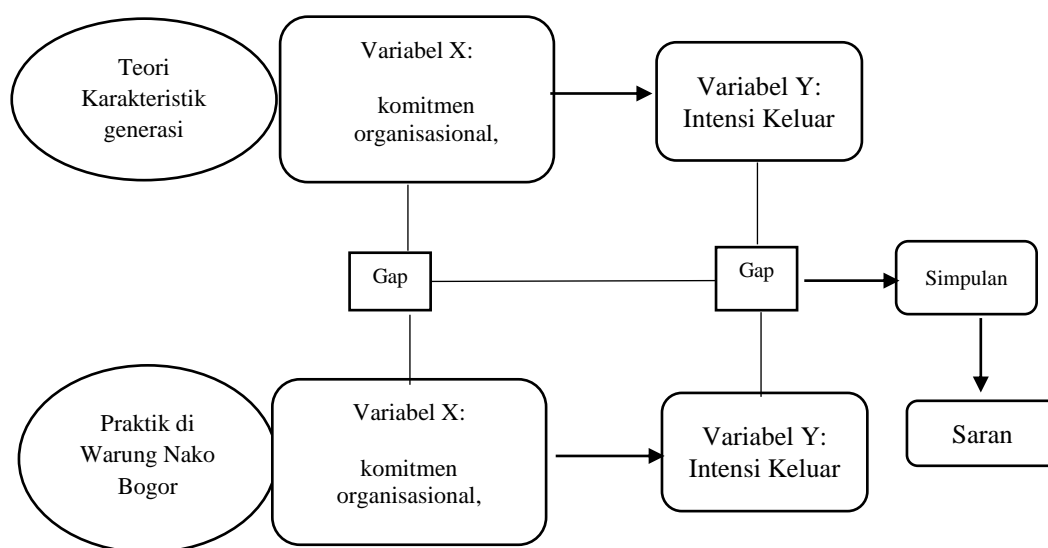 Teori
Karakteristik
generasi
Variabel X:
komitmen
organisasional,
Variabel Y:
Intensi Keluar
Gap
Gap
Simpulan
Praktik di
Warung Nako
Bogor
Variabel X:
komitmen
organisasional,
Variabel Y:
Intensi Keluar
Saran